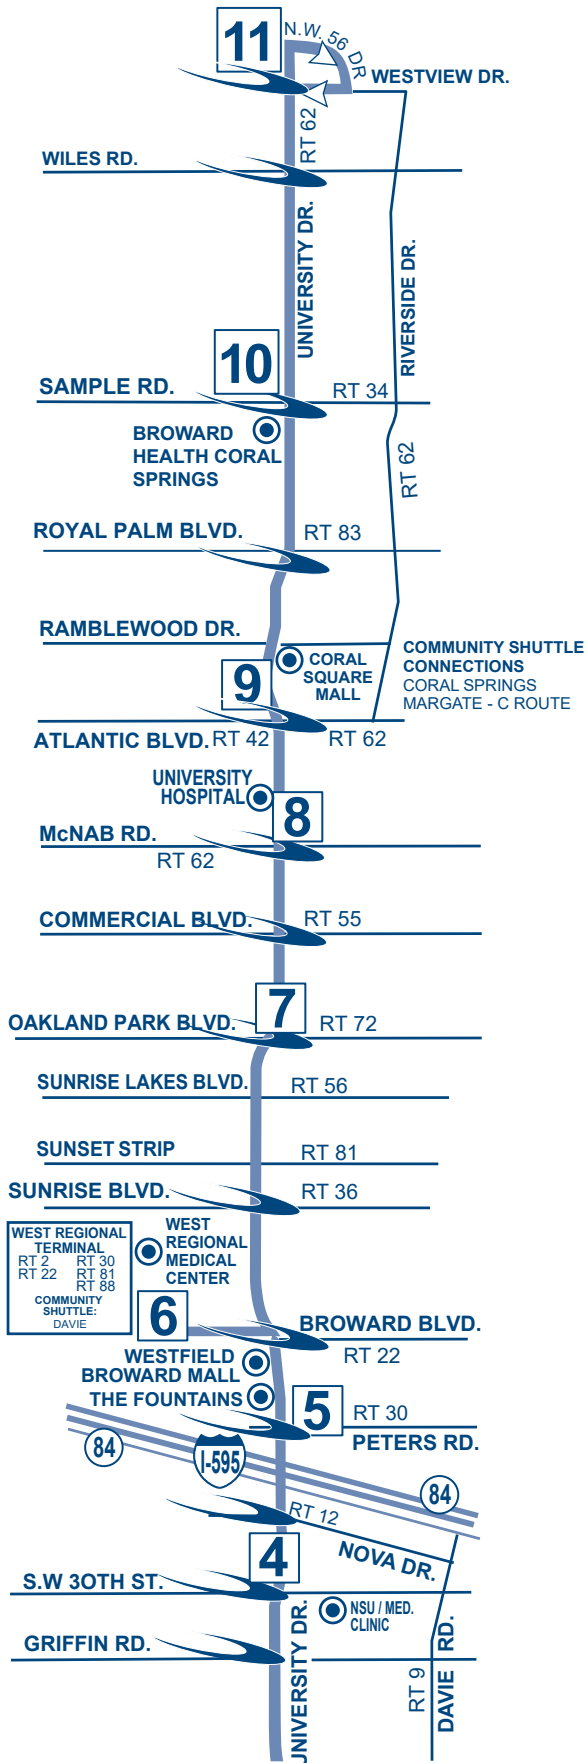 11
N.W. 56 DR
WESTVIEW DR.
RT 62
WILES RD.
UNIVERSITY DR.
RIVERSIDE DR.
10
SAMPLE RD.
RT 34
BROWARD
HEALTH CORAL
SPRINGS
RT 62
ROYAL PALM BLVD.
RT 83
RAMBLEWOOD DR.
9
CORAL
SQUARE
MALL
COMMUNITY SHUTTLE
CONNECTIONS
CORAL SPRINGS
MARGATE - C ROUTE
ATLANTIC BLVD.
RT 42
RT 62
UNIVERSITY
HOSPITAL
8
McNAB RD.
RT 62
COMMERCIAL BLVD.
RT 55
7
OAKLAND PARK BLVD.
RT 72
SUNRISE LAKES BLVD.
RT 56
SUNSET STRIP
RT 81
SUNRISE BLVD.
RT 36
WEST REGIONAL
TERMINAL
RT 2 RT 30
RT 22 RT 81
RT 88
COMMUNITY
SHUTTLE:
DAVIE
WEST
REGIONAL
MEDICAL
CENTER
6
BROWARD BLVD.
RT 22
WESTFIELD
BROWARD MALL
THE FOUNTAINS
5
RT 30
PETERS RD.
84
I-595
84
RT 12
NOVA DR.
4
S.W 3OTH ST.
NSU / MED.
CLINIC
GRIFFIN RD.
UNIVERSITY DR.
RT 9
DAVIE RD.